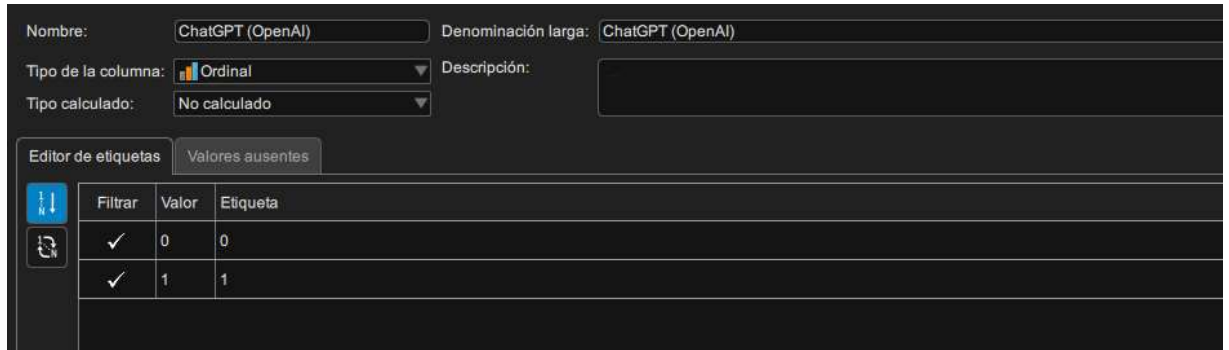 Nombre: ChatGPT (OpenAI) Denominación larga: ChatGPT (OpenAI)
Tipo de la columna: Ordinal Descripción:
Tipo calculado: No calculado
Editor de etiquetas Valores ausentes
Filtrar Valor Etiqueta
0 0
1 1